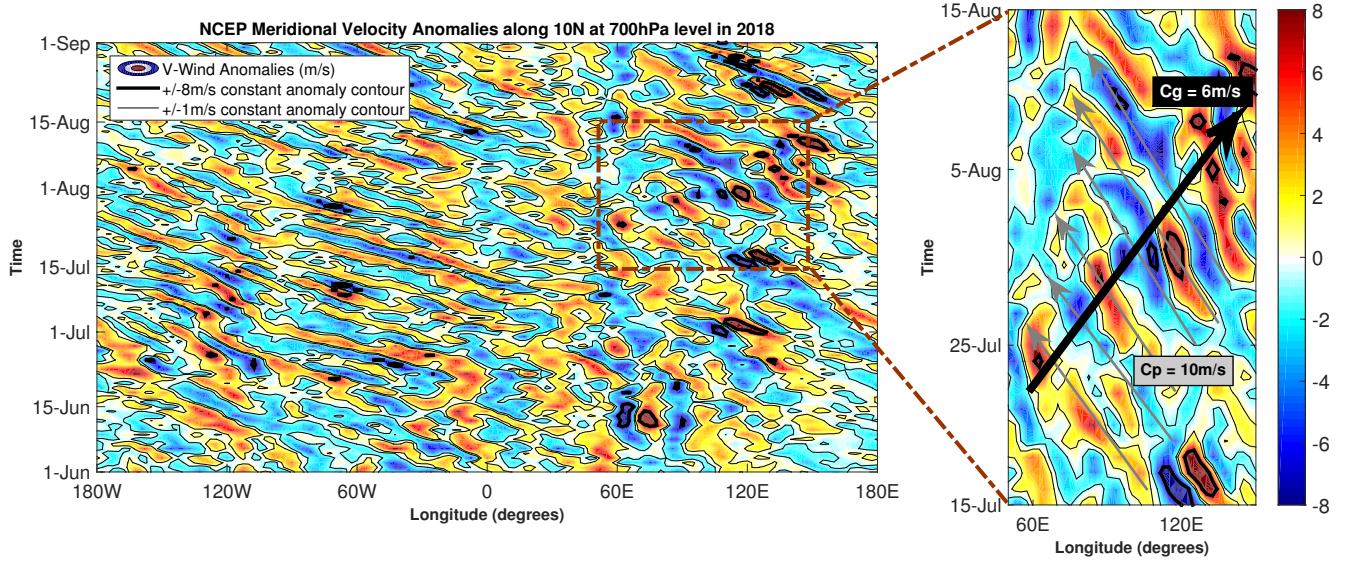 NCEP Meridional Velocity Anomalies along 10N at 700hPa level in 2018
1-Sep
15-Aug
1-Aug
15-Jul
1-Jul
15-Jun
1-Jun
Time
V-Wind Anomalies (m/s)
+/-8m/s constant anomaly contour
+/-1m/s constant anomaly contour
180W
120W
60W
0
60E
120E
180E
Longitude (degrees)
15-Aug
5-Aug
25-Jul
15-Jul
Time
Cg = 6m/s
Cp = 10m/s
60E
120E
Longitude (degrees)
8
6
4
2
0
-2
-4
-6
-8